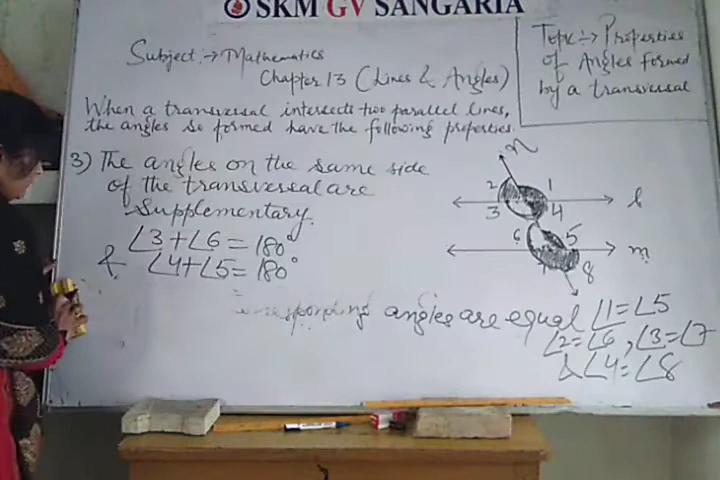 SKM GV SANGARIA
Subject :→ Mathematics
Chapter 13 (Lines & Angles)
Topic :→ Properties
of Angles formed
by a transversal
When a transversal intersects two parallel lines,
the angles so formed have the following properties.
3) The angles on the same side
of the transversal are
Supplementary.
∠3+∠6=180°
& ∠4+∠5=180°
n
2 1
3 4
l
6 5
m
7 8
angles are equal ∠1=∠5
∠2=∠6, ∠3=∠7
& ∠4=∠8